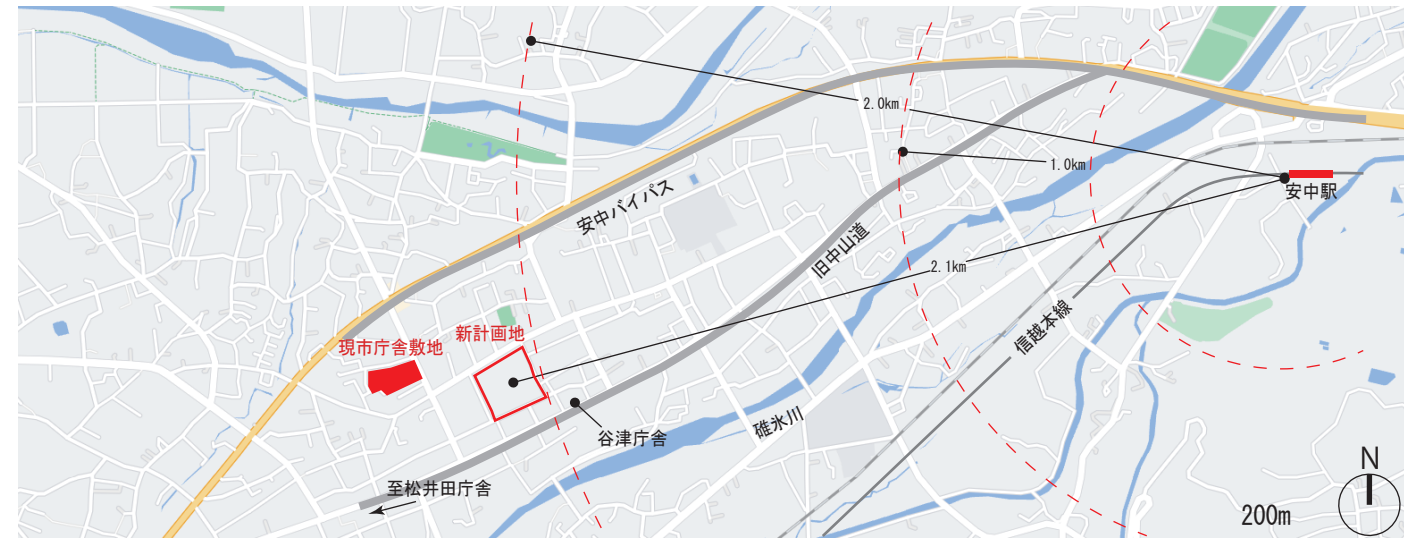 2.0km
1.0km
安中駅
安中バイパス
旧中山道
2.1km
信越本線
新計画地
現市庁舎敷地
碓氷川
谷津庁舎
至松井田庁舎
N
200m